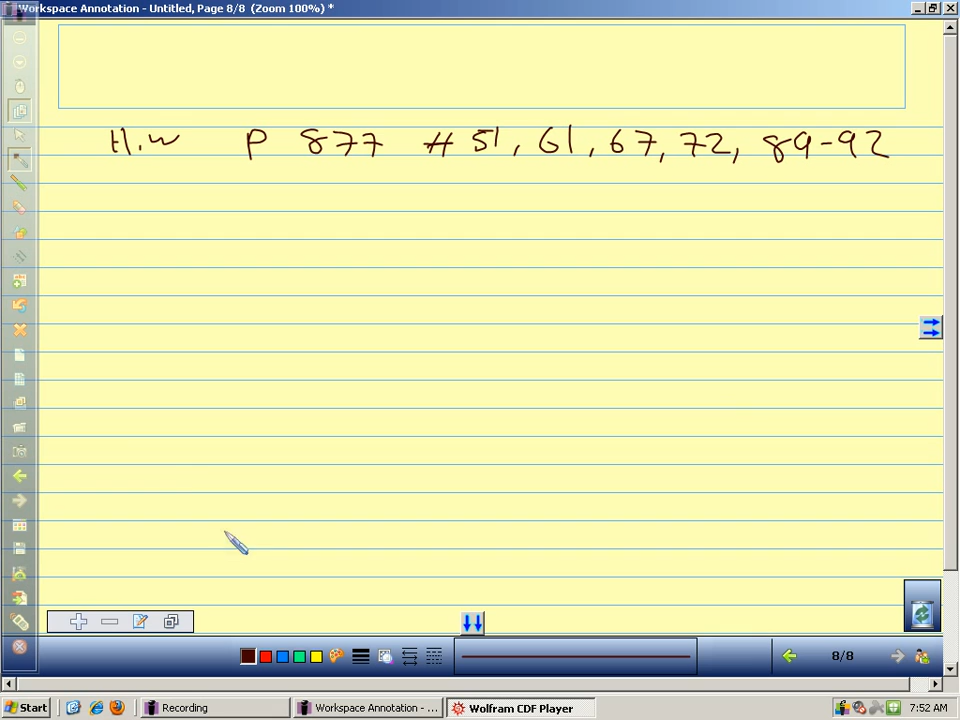 Workspace Annotation - Untitled, Page 8/8 (Zoom 100%) *
H.w P 877 # 51, 61, 67, 72, 89-92
8/8
Start
Recording
Workspace Annotation - ...
Wolfram CDF Player
7:52 AM